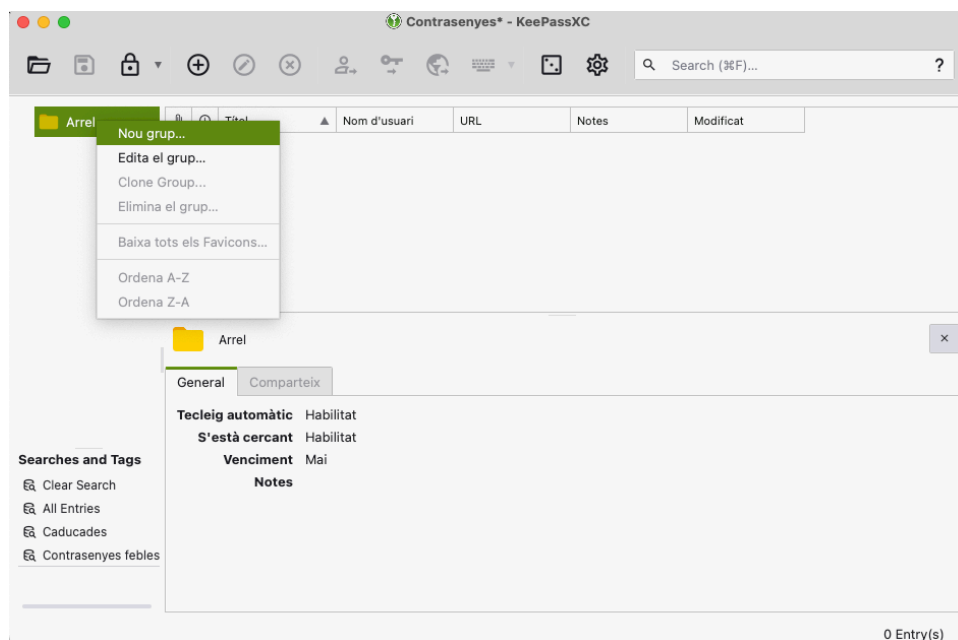 Contrasenyes* - KeePassXC
Search (⌘F)...
?
Arrel
Títol
Nom d'usuari
URL
Notes
Modificat
Nou grup...
Edita el grup...
Clone Group...
Elimina el grup...
Baixa tots els Favicons...
Ordena A-Z
Ordena Z-A
Arrel
General
Comparteix
Tecleig automàtic Habilitat
S'està cercant Habilitat
Venciment Mai
Notes
Searches and Tags
Clear Search
All Entries
Caducades
Contrasenyes febles
0 Entry(s)